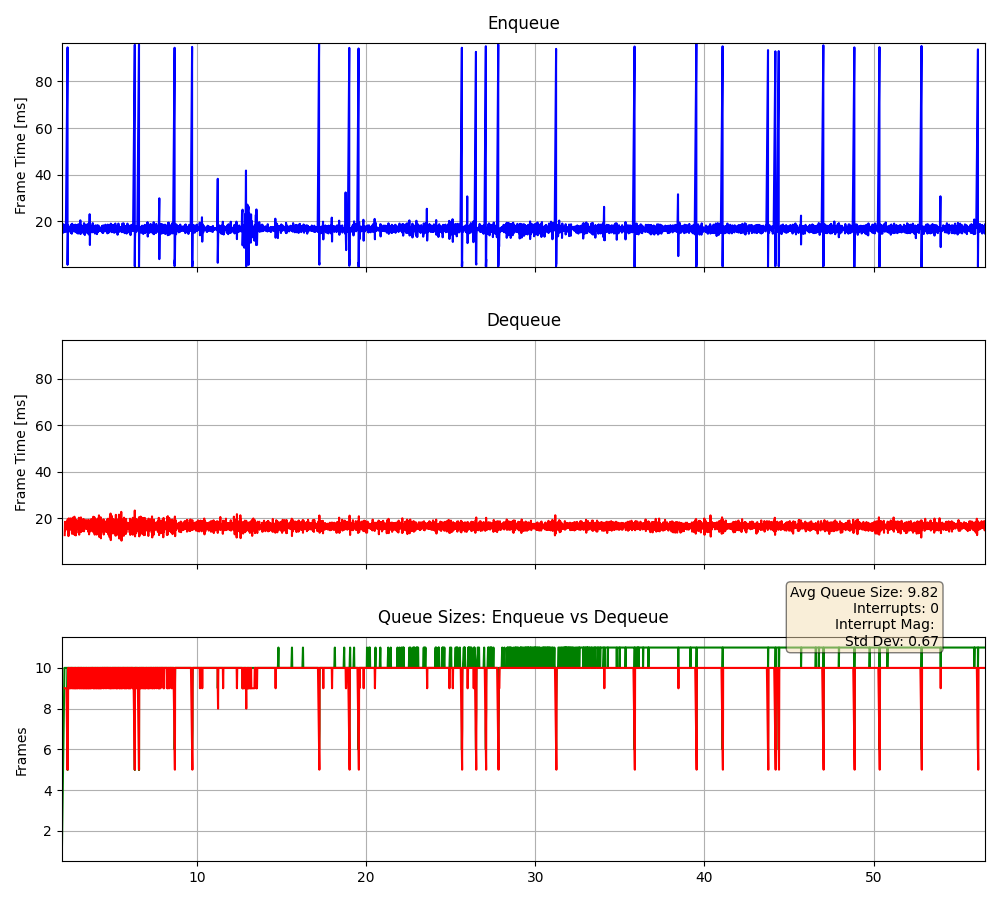 Enqueue
Frame Time [ms]
80
60
40
20
Dequeue
Frame Time [ms]
80
60
40
20
Avg Queue Size: 9.82
Interrupts: 0
Interrupt Mag:
Std Dev: 0.67
Queue Sizes: Enqueue vs Dequeue
Frames
10
8
6
4
2
10 20 30 40 50